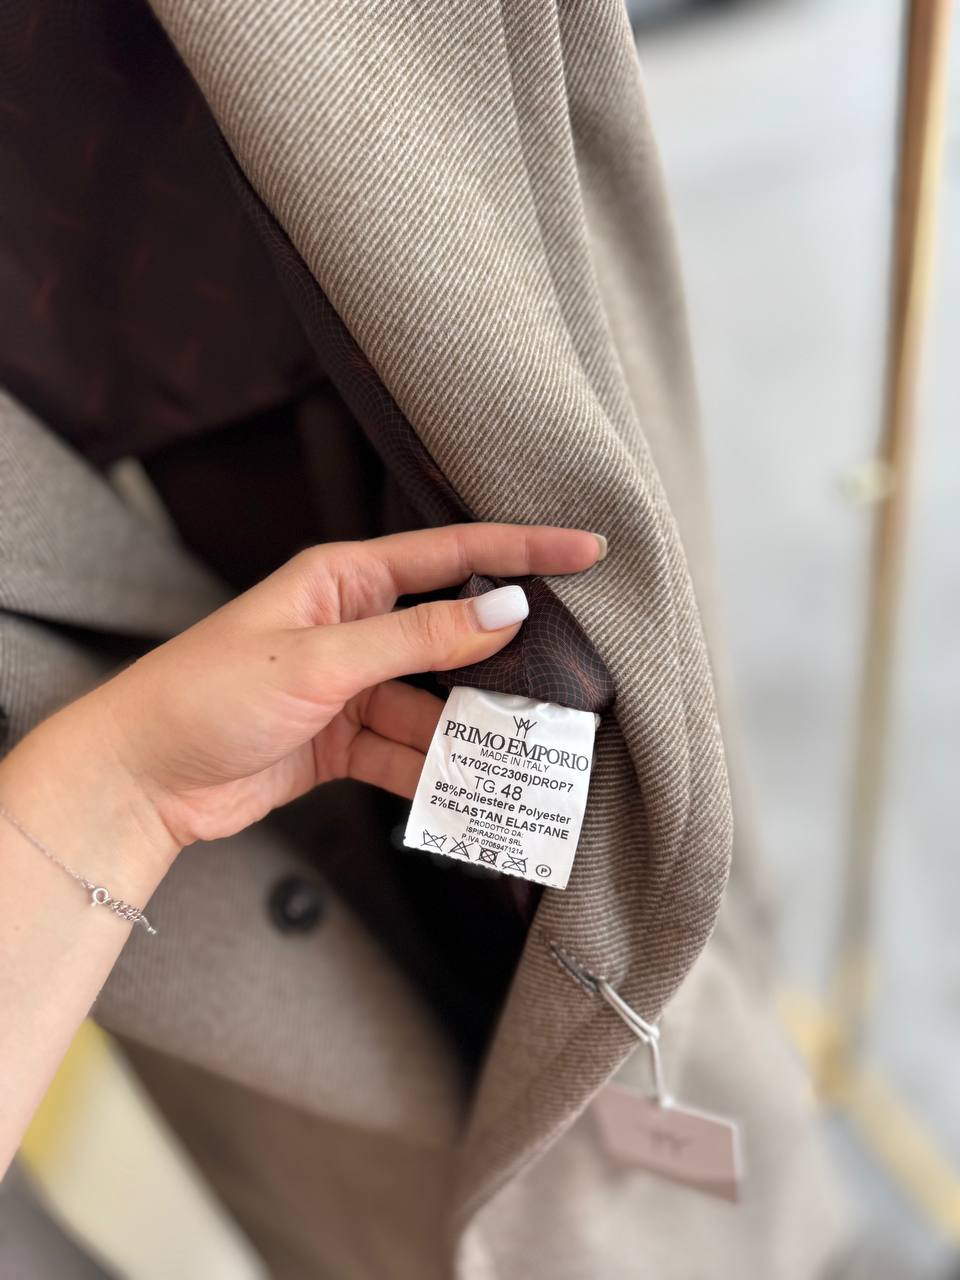 PRIMO EMPORIO
MADE IN ITALY
1*4702(C2306)DROP7
TG. 48
98%Poliestere Polyester
2%ELASTAN ELASTANE
PRODOTTO DA:
ISPIRAZIONI SRL
P.IVA 07059471214
P